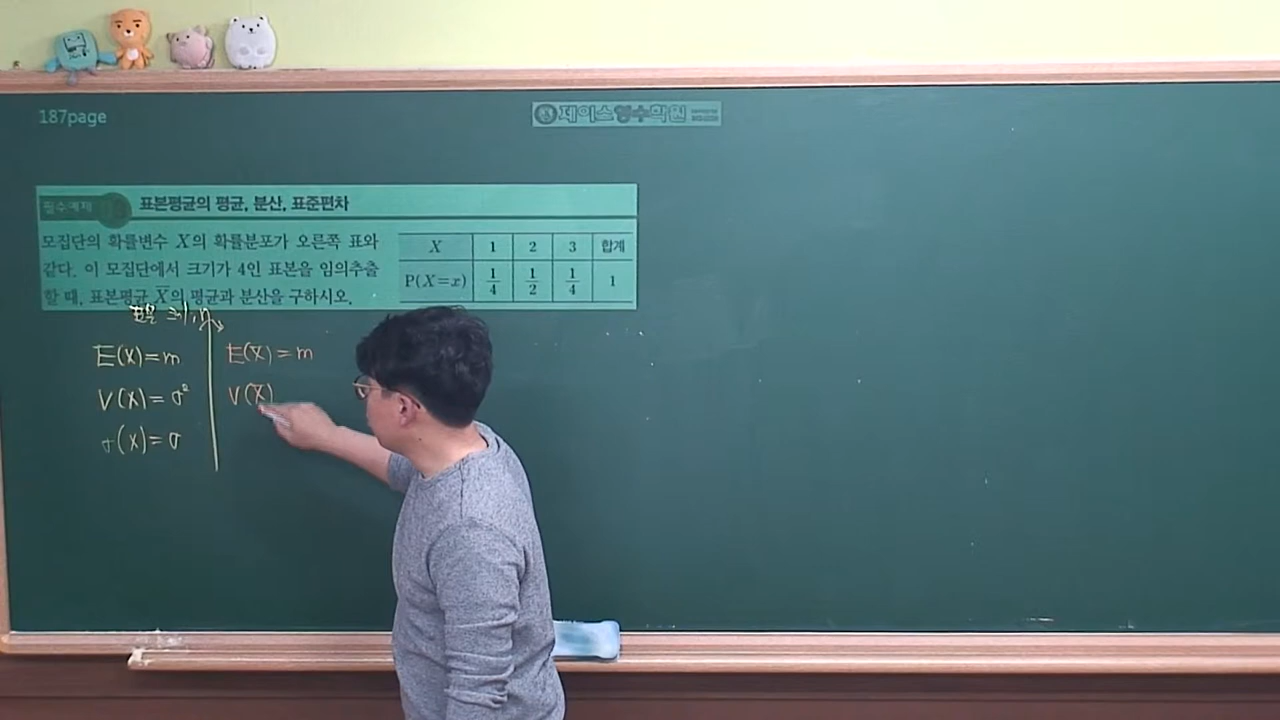 187page
제이스영수학원
필수예제
표본평균의 평균, 분산, 표준편차
모집단의 확률변수 X의 확률분포가 오른쪽 표와
같다. 이 모집단에서 크기가 4인 표본을 임의추출
할 때, 표본평균 X̅의 평균과 분산을 구하시오.
X 1 2 3 합계
P(X=x) 1/4 1/2 1/4 1
표본 크기, n
E(X)=m
V(X)=σ²
σ(X)=σ
E(X̅)=m
V(X̅)